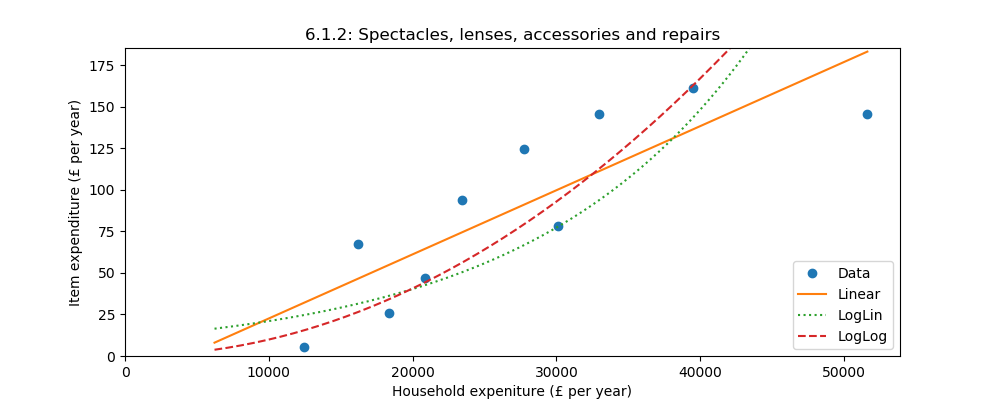 6.1.2: Spectacles, lenses, accessories and repairs
Item expenditure (£ per year)
175
150
125
100
75
50
25
0
0 10000 20000 30000 40000 50000
Household expeniture (£ per year)
Data
Linear
LogLin
LogLog